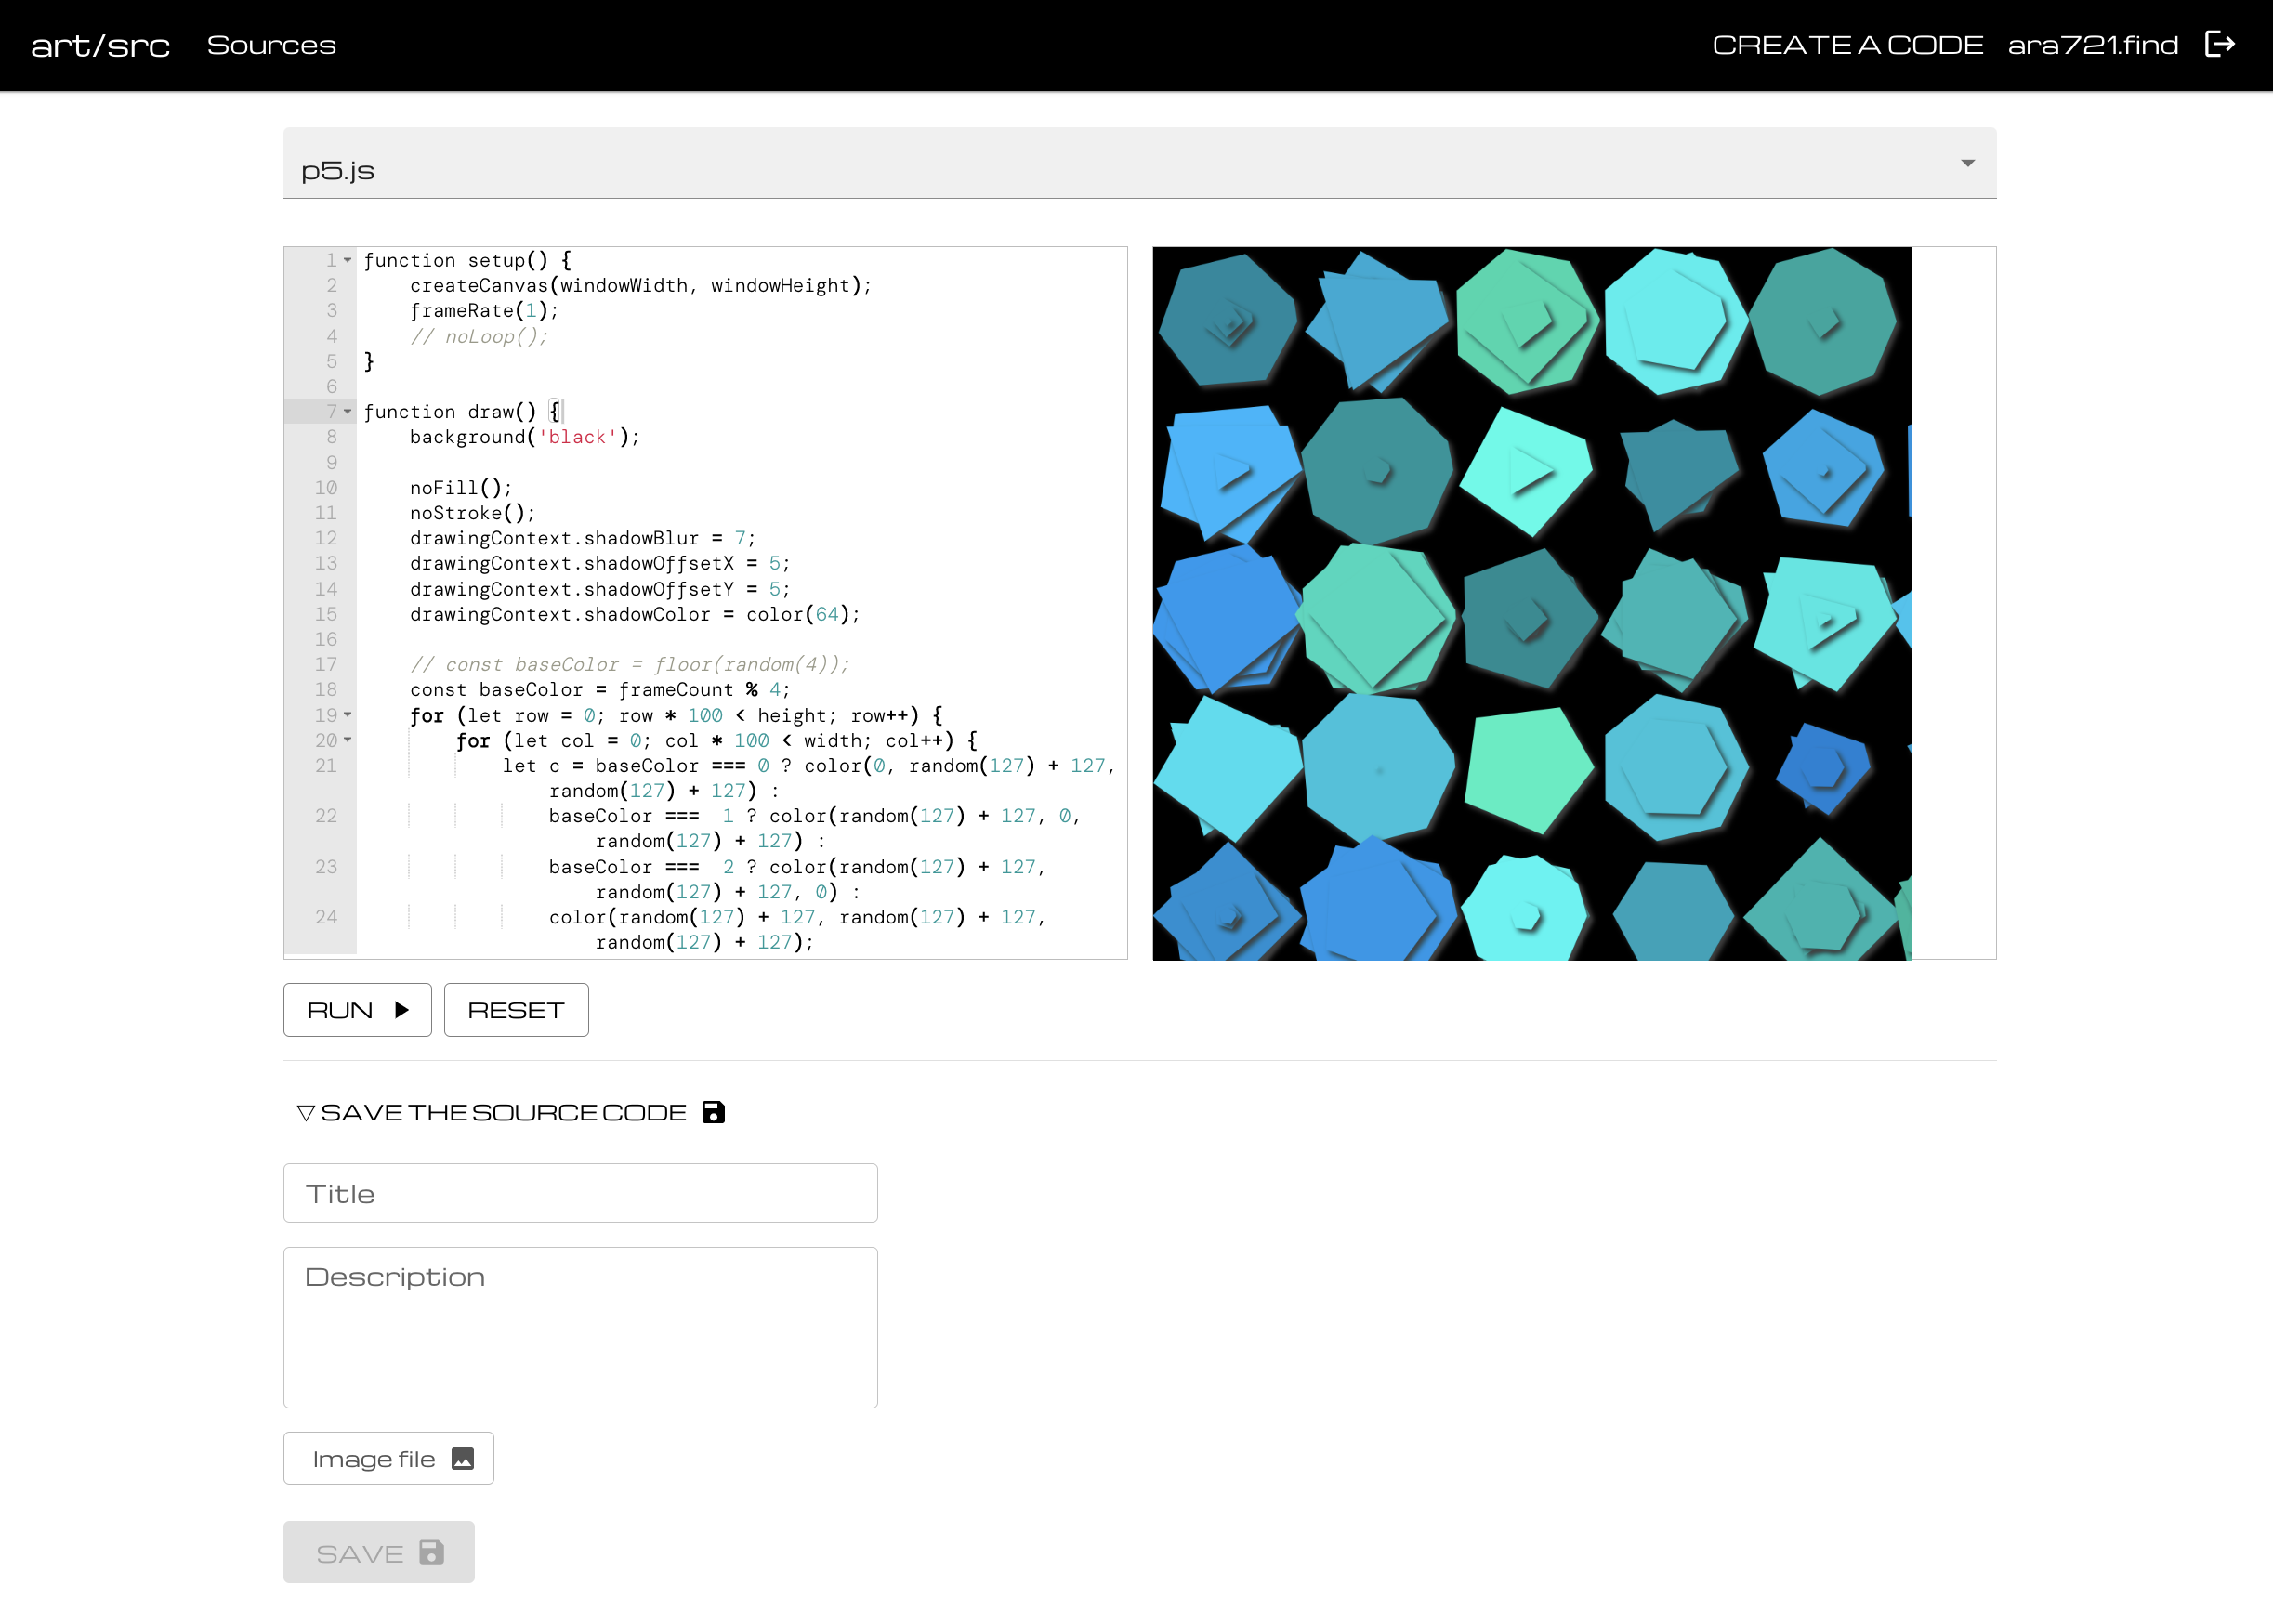 art/src Sources CREATE A CODE ara721.find
p5.js
1 function setup() {
2 createCanvas(windowWidth, windowHeight);
3 frameRate(1);
4 // noLoop();
5 }
6
7 function draw() {
8 background('black');
9
10 noFill();
11 noStroke();
12 drawingContext.shadowBlur = 7;
13 drawingContext.shadowOffsetX = 5;
14 drawingContext.shadowOffsetY = 5;
15 drawingContext.shadowColor = color(64);
16
17 // const baseColor = floor(random(4));
18 const baseColor = frameCount % 4;
19 for (let row = 0; row * 100 < height; row++) {
20 for (let col = 0; col * 100 < width; col++) {
21 let c = baseColor === 0 ? color(0, random(127) + 127,
random(127) + 127) :
22 baseColor ===  1 ? color(random(127) + 127, 0,
random(127) + 127) :
23 baseColor ===  2 ? color(random(127) + 127,
random(127) + 127, 0) :
24 color(random(127) + 127, random(127) + 127,
random(127) + 127);
RUN RESET
▽ SAVE THE SOURCE CODE
Title
Description
Image file
SAVE